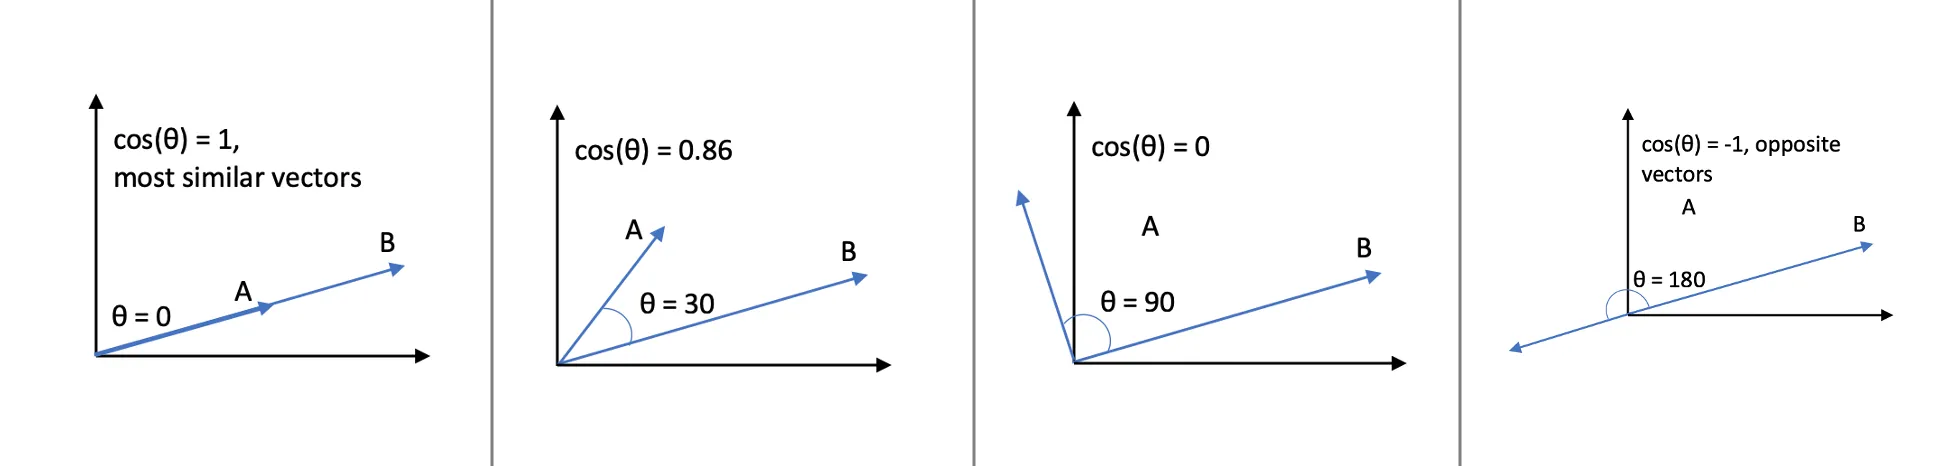 cos(θ) = 1,
most similar vectors
B
A
θ = 0
cos(θ) = 0.86
A
B
θ = 30
cos(θ) = 0
A
B
θ = 90
cos(θ) = -1, opposite
vectors
A
B
θ = 180